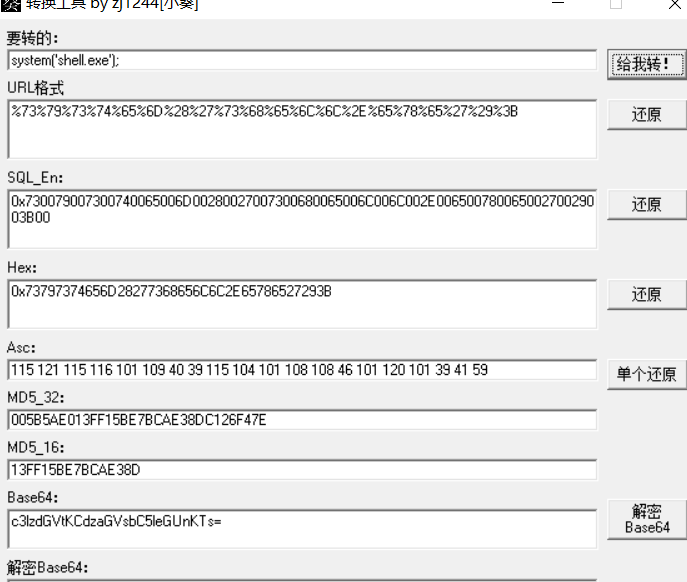 葵 转换工具 by zj1244[小葵]
要转的:
system('shell.exe');
给我转!
URL格式
%73%79%73%74%65%6D%28%27%73%68%65%6C%6C%2E%65%78%65%27%29%3B
还原
SQL_En:
0x730079007300740065006D00280027007300680065006C006C002E0065007800650027002900
03B00
还原
Hex:
0x73797374656D28277368656C6C2E65786527293B
还原
Asc:
115 121 115 116 101 109 40 39 115 104 101 108 108 46 101 120 101 39 41 59
单个还原
MD5_32:
005B5AE013FF15BE7BCAE38DC126F47E
MD5_16:
13FF15BE7BCAE38D
Base64:
c3lzdGVtKCdzaGVsbC5leGUnKTs=
解密
Base64
解密Base64: